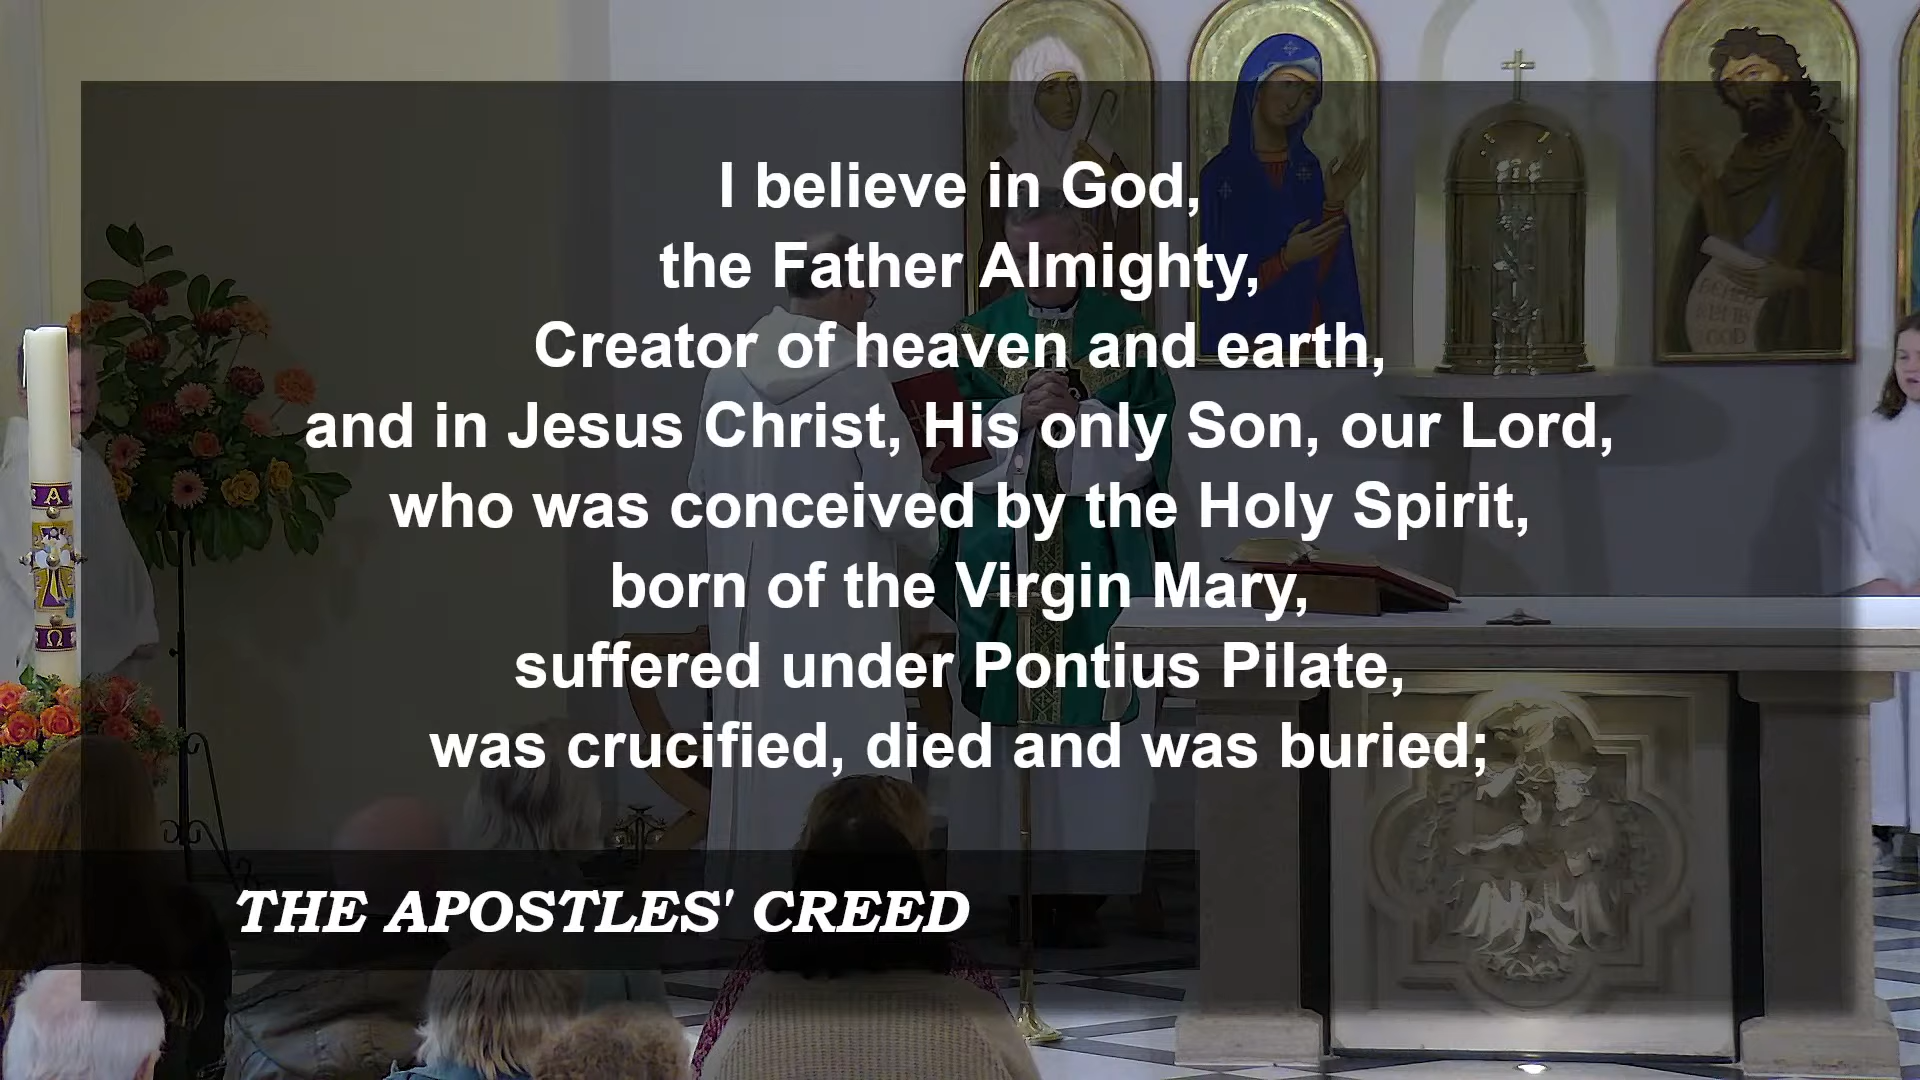 I believe in God,
the Father Almighty,
Creator of heaven and earth,
and in Jesus Christ, His only Son, our Lord,
who was conceived by the Holy Spirit,
born of the Virgin Mary,
suffered under Pontius Pilate,
was crucified, died and was buried;
THE APOSTLES' CREED
Α
Ω